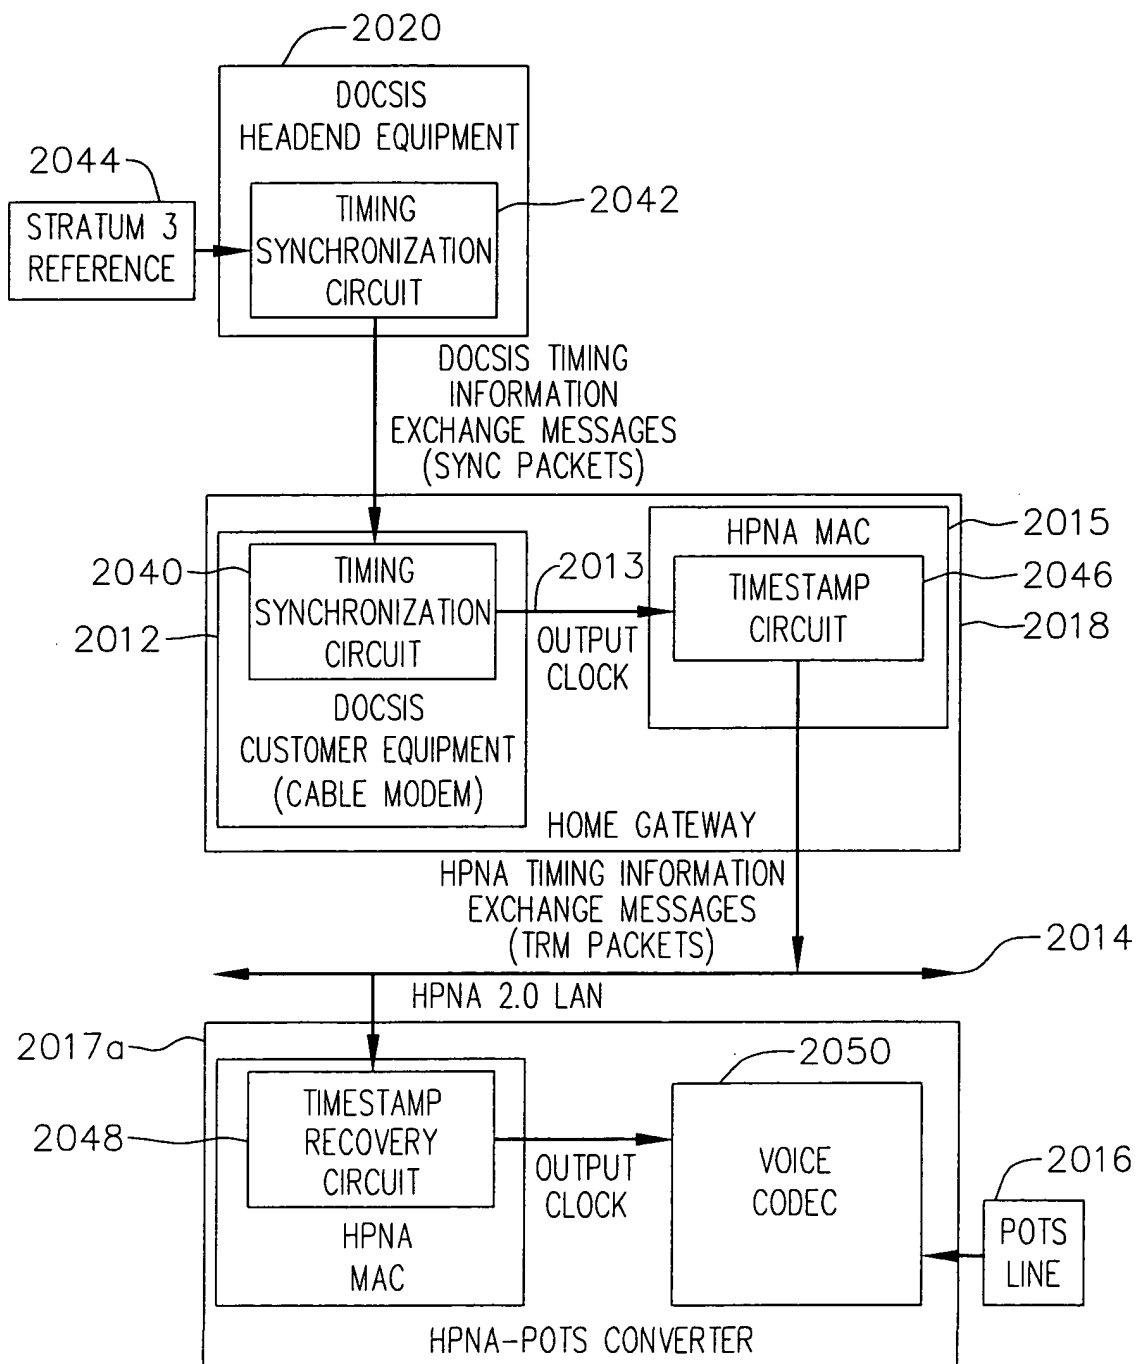 2020
DOCSIS
HEADEND EQUIPMENT
2044
STRATUM 3
REFERENCE
TIMING
SYNCHRONIZATION
CIRCUIT
2042
DOCSIS TIMING
INFORMATION
EXCHANGE MESSAGES
(SYNC PACKETS)
2040
2012
TIMING
SYNCHRONIZATION
CIRCUIT
DOCSIS
CUSTOMER EQUIPMENT
(CABLE MODEM)
2013
OUTPUT
CLOCK
HPNA MAC
TIMESTAMP
CIRCUIT
2015
2046
2018
HOME GATEWAY
HPNA TIMING INFORMATION
EXCHANGE MESSAGES
(TRM PACKETS)
2014
HPNA 2.0 LAN
2017a
2048
TIMESTAMP
RECOVERY
CIRCUIT
HPNA
MAC
OUTPUT
CLOCK
2050
VOICE
CODEC
2016
POTS
LINE
HPNA-POTS CONVERTER